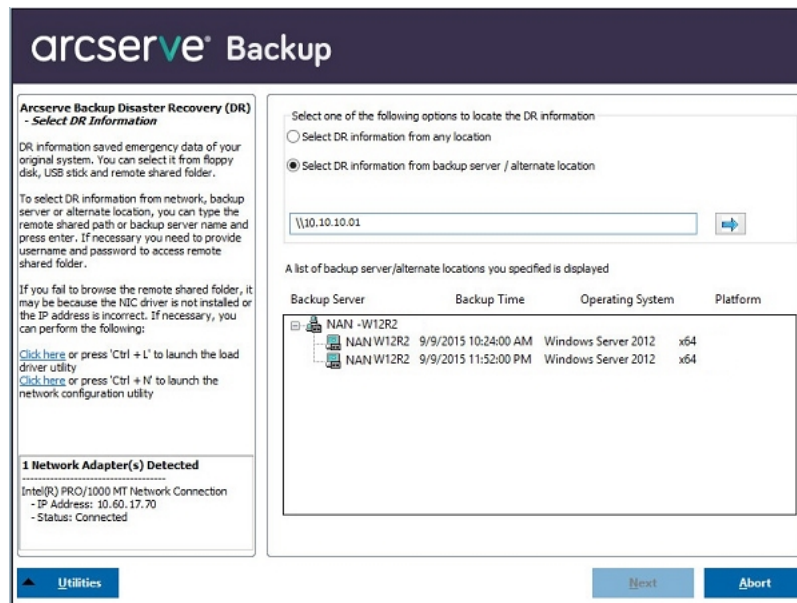 arcserve® Backup
Arcserve Backup Disaster Recovery (DR)
- Select DR Information
DR information saved emergency data of your
original system. You can select it from floppy
disk, USB stick and remote shared folder.
To select DR information from network, backup
server or alternate location, you can type the
remote shared path or backup server name and
press enter. If necessary you need to provide
username and password to access remote
shared folder.
If you fail to browse the remote shared folder, it
may be because the NIC driver is not installed or
the IP address is incorrect. If necessary, you
can perform the following:
Click here or press 'Ctrl + L' to launch the load
driver utility
Click here or press 'Ctrl + N' to launch the
network configuration utility
1 Network Adapter(s) Detected
Intel(R) PRO/1000 MT Network Connection
- IP Address: 10.60.17.70
- Status: Connected
Select one of the following options to locate the DR information
Select DR information from any location
Select DR information from backup server / alternate location
\\10.10.10.01
A list of backup server/alternate locations you specified is displayed
Backup Server Backup Time Operating System Platform
NAN -W12R2
NAN W12R2 9/9/2015 10:24:00 AM Windows Server 2012 x64
NAN W12R2 9/9/2015 11:52:00 PM Windows Server 2012 x64
Utilities Next Abort